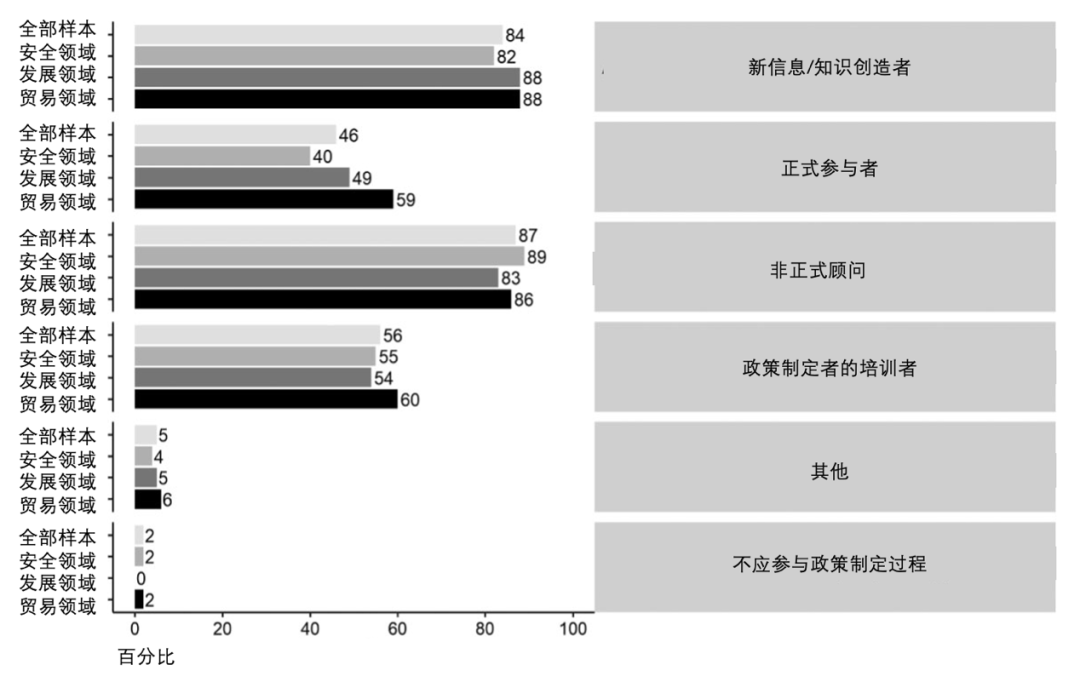 全部样本 84
安全领域 82
发展领域 88
贸易领域 88
新信息/知识创造者
全部样本 46
安全领域 40
发展领域 49
贸易领域 59
正式参与者
全部样本 87
安全领域 89
发展领域 83
贸易领域 86
非正式顾问
全部样本 56
安全领域 55
发展领域 54
贸易领域 60
政策制定者的培训者
全部样本 5
安全领域 4
发展领域 5
贸易领域 6
其他
全部样本 2
安全领域 2
发展领域 0
贸易领域 2
不应参与政策制定过程
0 20 40 60 80 100
百分比